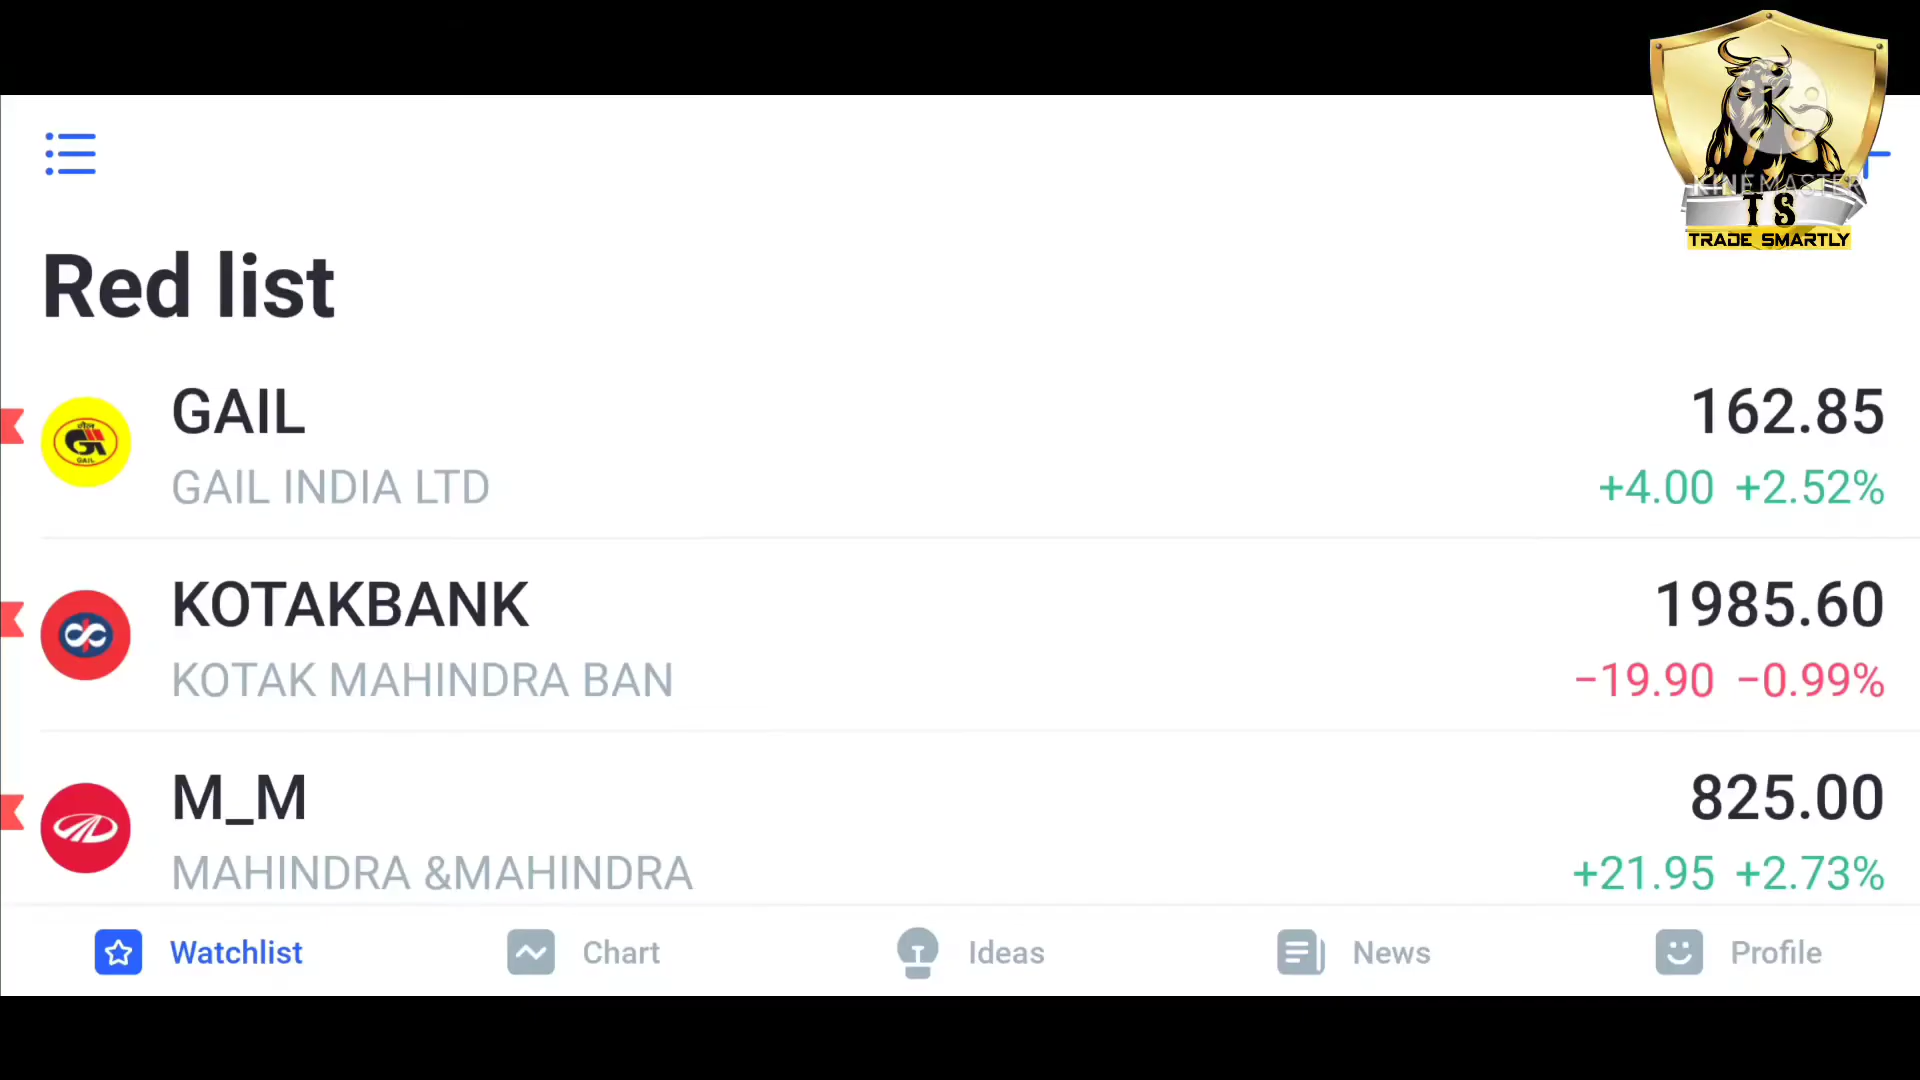 KINEMASTER
T S
TRADE SMARTLY
Red list
GAIL
GAIL
162.85
GAIL INDIA LTD
+4.00 +2.52%
KOTAKBANK
1985.60
KOTAK MAHINDRA BAN
−19.90 −0.99%
M_M
825.00
MAHINDRA &MAHINDRA
+21.95 +2.73%
Watchlist
Chart
Ideas
News
Profile